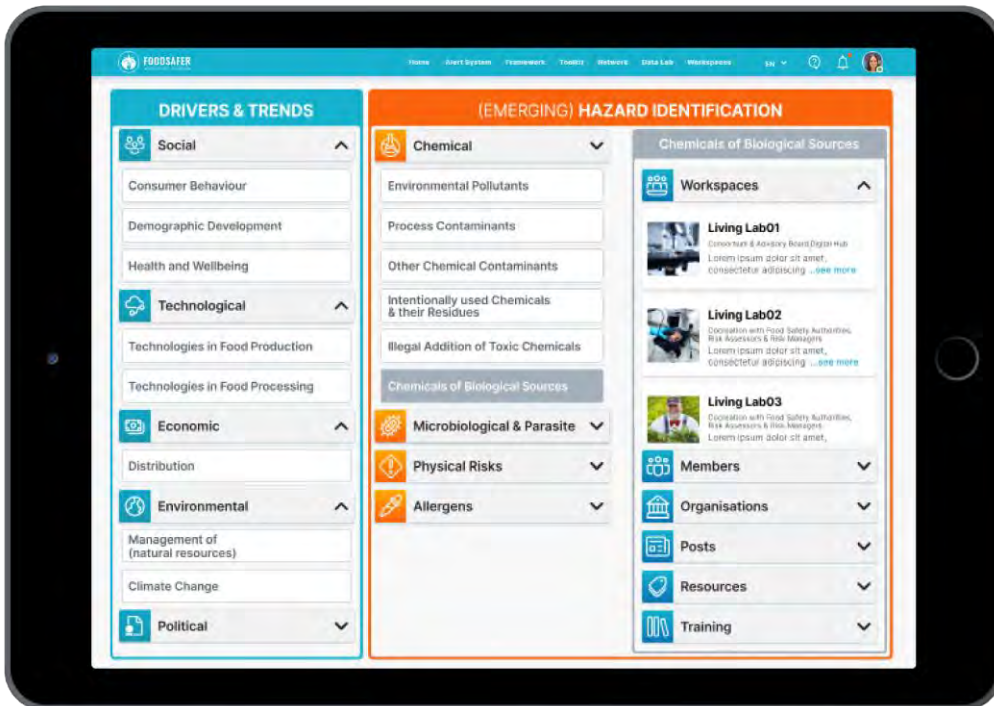 FOODSAFER
Home Alert System Framework Toolkit Network Data Lab Workspaces EN
DRIVERS & TRENDS
Social
Consumer Behaviour
Demographic Development
Health and Wellbeing
Technological
Technologies in Food Production
Technologies in Food Processing
Economic
Distribution
Environmental
Management of
(natural resources)
Climate Change
Political
(EMERGING) HAZARD IDENTIFICATION
Chemical
Environmental Pollutants
Process Contaminants
Other Chemical Contaminants
Intentionally used Chemicals
& their Residues
Illegal Addition of Toxic Chemicals
Chemicals of Biological Sources
Microbiological & Parasite
Physical Risks
Allergens
Chemicals of Biological Sources
Workspaces
Living Lab01
Consortium & Advisory Board Digital Hub
Lorem ipsum dolor sit amet,
consectetur adipiscing ...see more
Living Lab02
Cocreation with Food Safety Authorities,
Risk Assessors & Risk Managers
Lorem ipsum dolor sit amet,
consectetur adipiscing ...see more
Living Lab03
Cocreation with Food Safety Authorities,
Risk Assessors & Risk Managers
Lorem ipsum dolor sit amet,
Members
Organisations
Posts
Resources
Training